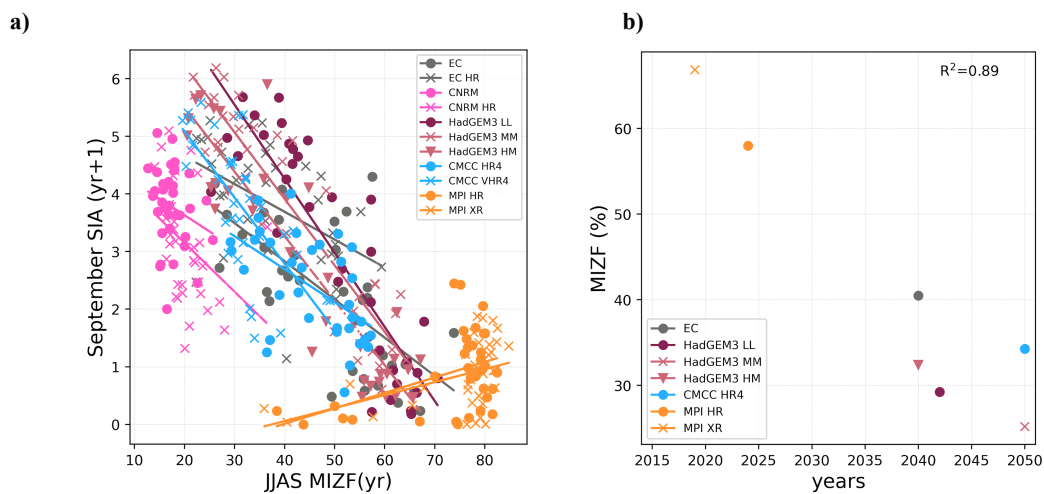 a)
b)
September SIA (yr+1)
6
5
4
3
2
1
0
10 20 30 40 50 60 70 80
JJAS MIZF(yr)
EC
EC HR
CNRM
CNRM HR
HadGEM3 LL
HadGEM3 MM
HadGEM3 HM
CMCC HR4
CMCC VHR4
MPI HR
MPI XR
R²=0.89
MIZF (%)
60
50
40
30
2015 2020 2025 2030 2035 2040 2045 2050
years
EC
HadGEM3 LL
HadGEM3 MM
HadGEM3 HM
CMCC HR4
MPI HR
MPI XR